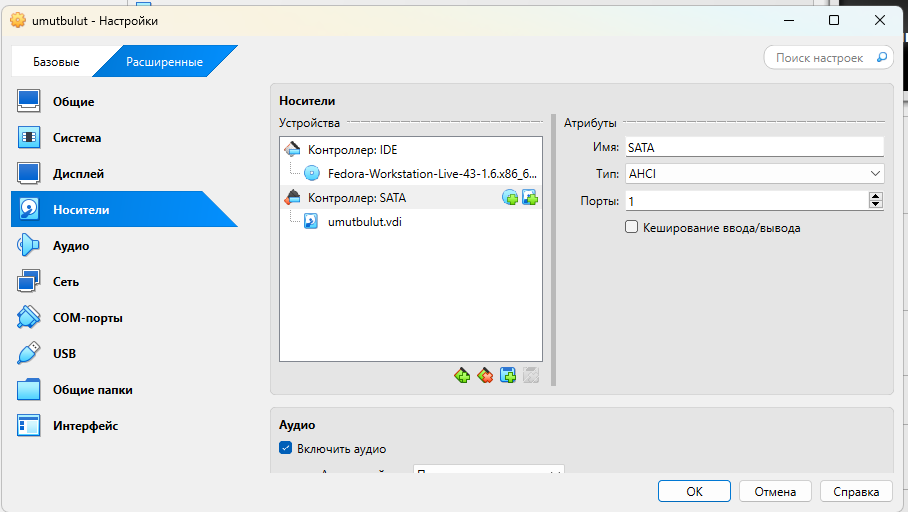 umutbulut - Настройки
Базовые
Расширенные
Поиск настроек
Общие
Система
Дисплей
Носители
Аудио
Сеть
COM-порты
USB
Общие папки
Интерфейс
Носители
Устройства
Контроллер: IDE
Fedora-Workstation-Live-43-1.6.x86_6...
Контроллер: SATA
umutbulut.vdi
Атрибуты
Имя: SATA
Тип: AHCI
Порты: 1
Кеширование ввода/вывода
Аудио
Включить аудио
OK
Отмена
Справка